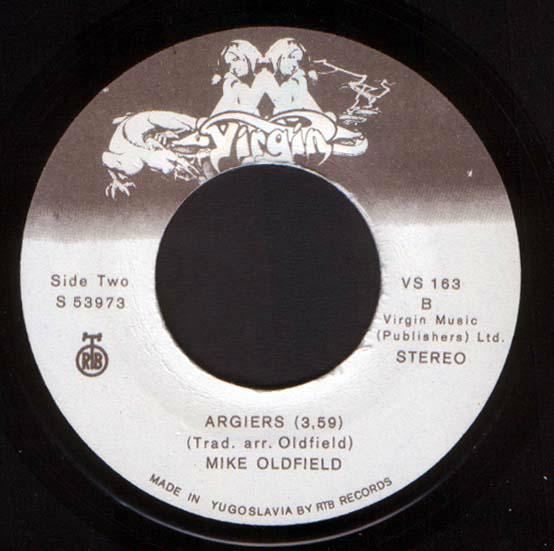 Virgin
Side Two
S 53973
VS 163
B
Virgin Music
(Publishers) Ltd.
STEREO
RTB
ARGIERS (3,59)
(Trad. arr. Oldfield)
MIKE OLDFIELD
MADE IN YUGOSLAVIA BY RTB RECORDS